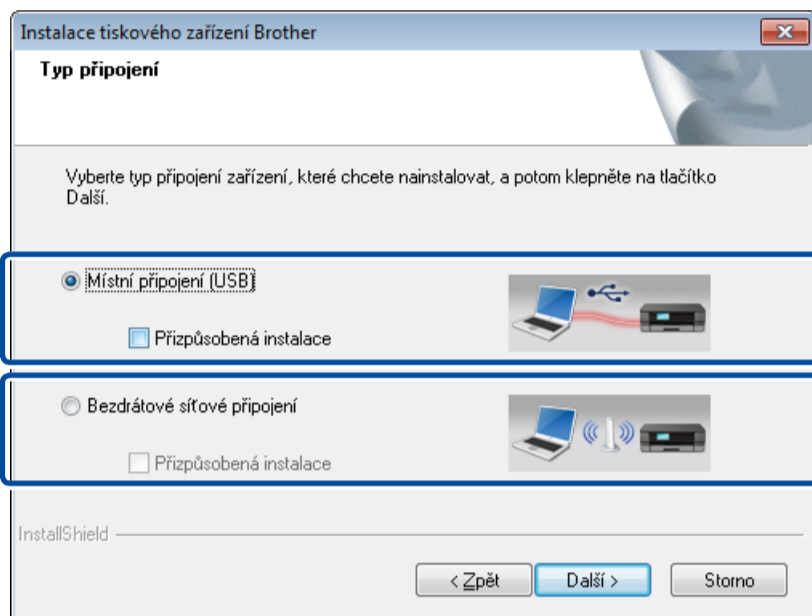 Instalace tiskového zařízení Brother
Typ připojení
Vyberte typ připojení zařízení, které chcete nainstalovat, a potom klepněte na tlačítko
Další.
Místní připojení (USB)
Přizpůsobená instalace
Bezdrátové síťové připojení
Přizpůsobená instalace
InstallShield
< Zpět Další > Storno